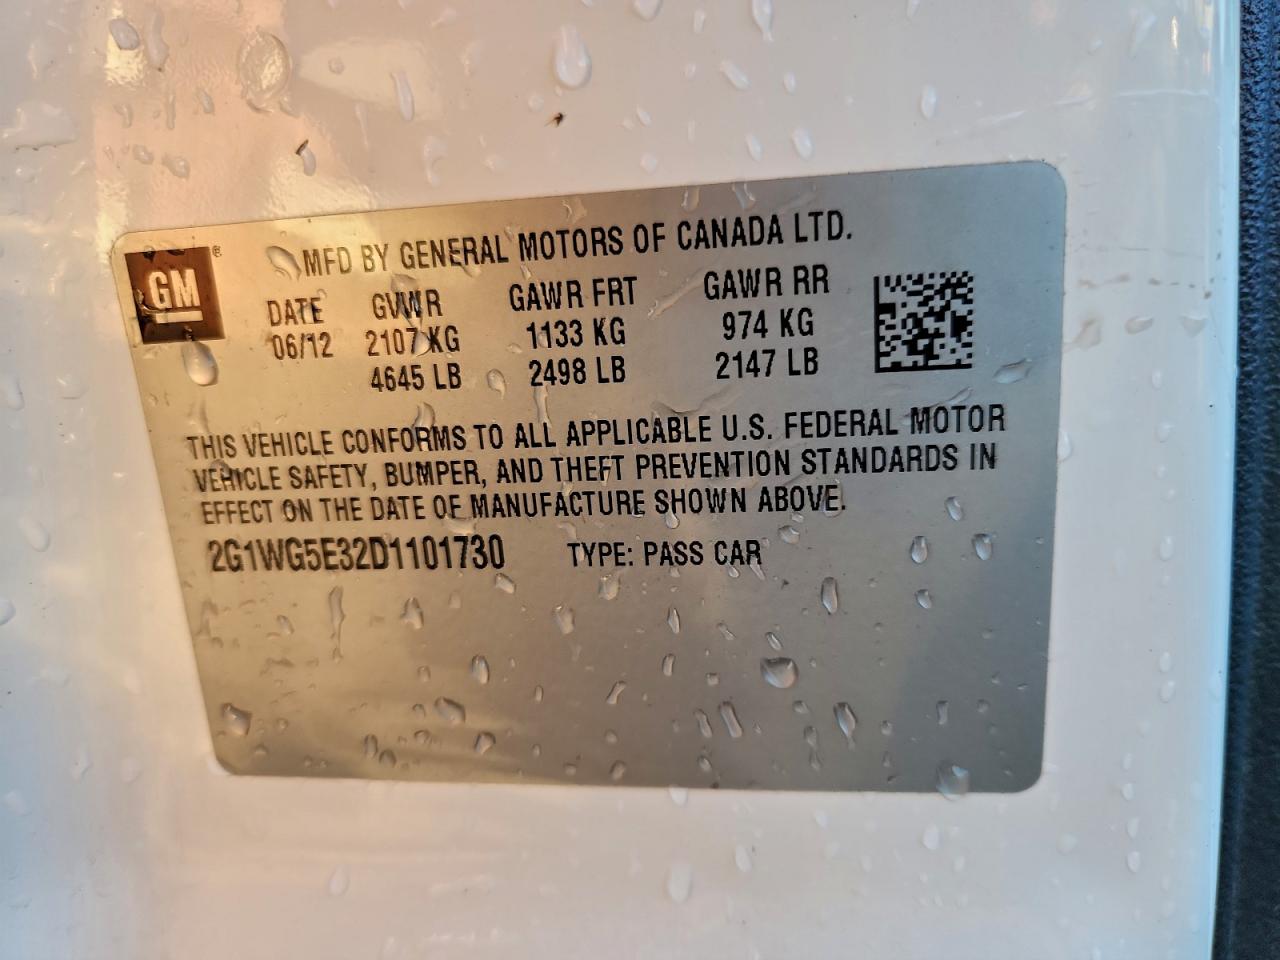 GM ®
MFD BY GENERAL MOTORS OF CANADA LTD.
DATE GVWR GAWR FRT GAWR RR
06/12 2107 KG 1133 KG 974 KG
4645 LB 2498 LB 2147 LB
THIS VEHICLE CONFORMS TO ALL APPLICABLE U.S. FEDERAL MOTOR
VEHICLE SAFETY, BUMPER, AND THEFT PREVENTION STANDARDS IN
EFFECT ON THE DATE OF MANUFACTURE SHOWN ABOVE.
2G1WG5E32D1101730 TYPE: PASS CAR